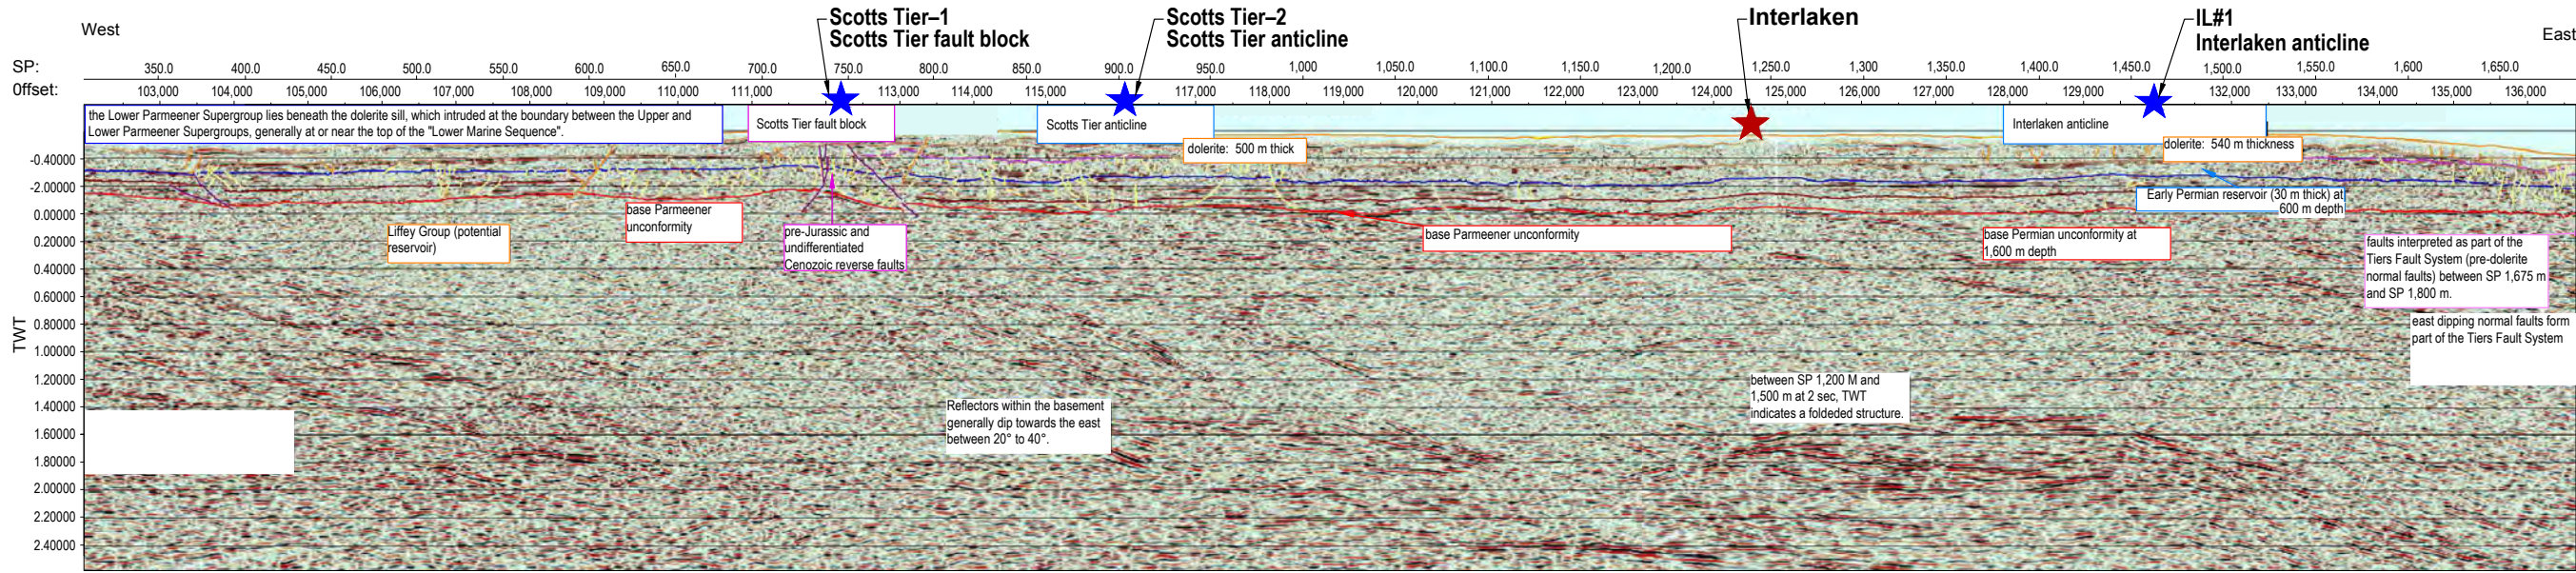 West
Scotts Tier–1
Scotts Tier fault block
Scotts Tier–2
Scotts Tier anticline
Interlaken
IL#1
Interlaken anticline
East
SP:
350.0 400.0 450.0 500.0 550.0 600.0 650.0 700.0 750.0 800.0 850.0 900.0 950.0 1,000 1,050.0 1,100.0 1,150.0 1,200.0 1,250.0 1,300 1,350.0 1,400.0 1,450.0 1,500.0 1,550.0 1,600 1,650.0
Offset:
103,000 104,000 105,000 106,000 107,000 108,000 109,000 110,000 111,000 113,000 114,000 115,000 117,000 118,000 119,000 120,000 121,000 122,000 123,000 124,000 125,000 126,000 127,000 128,000 129,000 132,000 133,000 134,000 135,000 136,000
the Lower Parmeener Supergroup lies beneath the dolerite sill, which intruded at the boundary between the Upper and
Lower Parmeener Supergroups, generally at or near the top of the "Lower Marine Sequence".
Scotts Tier fault block
Scotts Tier anticline
dolerite: 500 m thick
Interlaken anticline
dolerite: 540 m thickness
Early Permian reservoir (30 m thick) at
600 m depth
-0.40000
-2.00000
0.00000
0.20000
0.40000
0.60000
0.80000
1.00000
1.20000
1.40000
1.60000
1.80000
2.00000
2.20000
2.40000
TWT
Liffey Group (potential
reservoir)
base Parmeener
unconformity
pre-Jurassic and
undifferentiated
Cenozoic reverse faults
base Parmeener unconformity
base Permian unconformity at
1,600 m depth
faults interpreted as part of the
Tiers Fault System (pre-dolerite
normal faults) between SP 1,675 m
and SP 1,800 m.
east dipping normal faults form
part of the Tiers Fault System
between SP 1,200 M and
1,500 m at 2 sec, TWT
indicates a foldeded structure.
Reflectors within the basement
generally dip towards the east
between 20° to 40°.